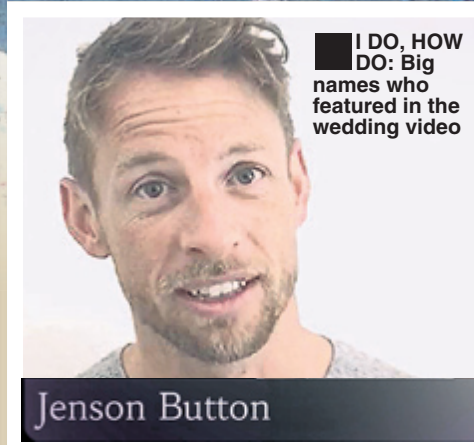 I DO, HOW
DO: Big
names who
featured in the
wedding video
Jenson Button